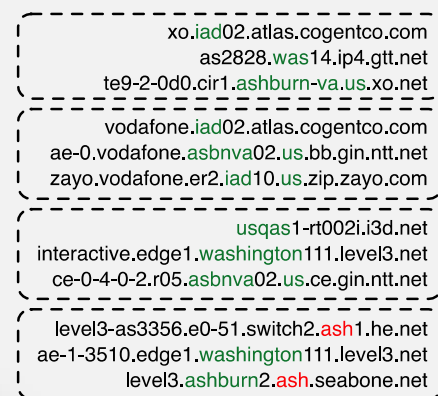 xo.iad02.atlas.cogentco.com
as2828.was14.ip4.gtt.net
te9-2-0d0.cir1.ashburn-va.us.xo.net
vodafone.iad02.atlas.cogentco.com
ae-0.vodafone.asbnva02.us.bb.gin.ntt.net
zayo.vodafone.er2.iad10.us.zip.zayo.com
usqas1-rt002i.i3d.net
interactive.edge1.washington111.level3.net
ce-0-4-0-2.r05.asbnva02.us.ce.gin.ntt.net
level3-as3356.e0-51.switch2.ash1.he.net
ae-1-3510.edge1.washington111.level3.net
level3.ashburn2.ash.seabone.net